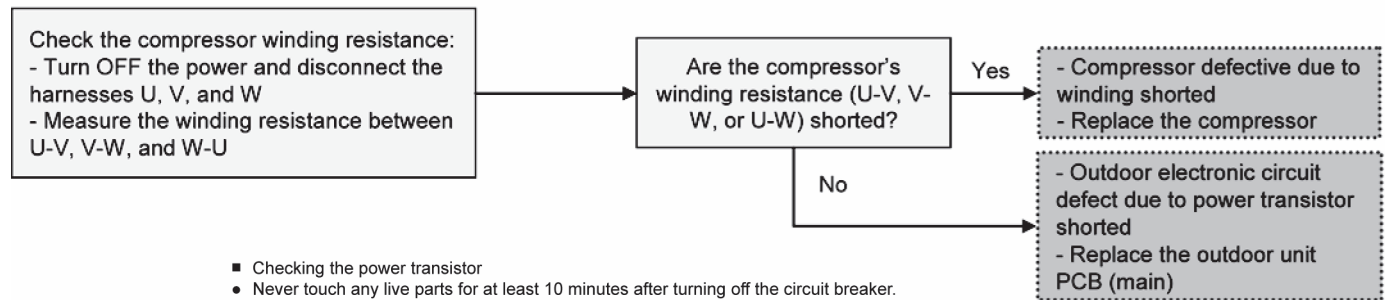 Check the compressor winding resistance:
- Turn OFF the power and disconnect the
harnesses U, V, and W
- Measure the winding resistance between
U-V, V-W, and W-U
Are the compressor's
winding resistance (U-V, V-
W, or U-W) shorted?
Yes
- Compressor defective due to
winding shorted
- Replace the compressor
No
- Outdoor electronic circuit
defect due to power transistor
shorted
- Replace the outdoor unit
PCB (main)
■ Checking the power transistor
● Never touch any live parts for at least 10 minutes after turning off the circuit breaker.